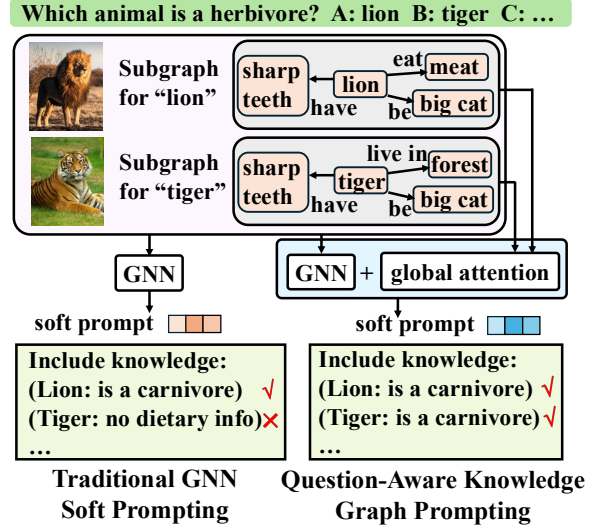 Which animal is a herbivore? A: lion B: tiger C: …
Subgraph
for “lion”
sharp
teeth
have
lion
eat
meat
be
big cat
Subgraph
for “tiger”
sharp
teeth
have
tiger
live in
forest
be
big cat
GNN
GNN + global attention
soft prompt
soft prompt
Include knowledge:
(Lion: is a carnivore) √
(Tiger: no dietary info)×
…
Include knowledge:
(Lion: is a carnivore) √
(Tiger: is a carnivore)√
…
Traditional GNN
Soft Prompting
Question-Aware Knowledge
Graph Prompting